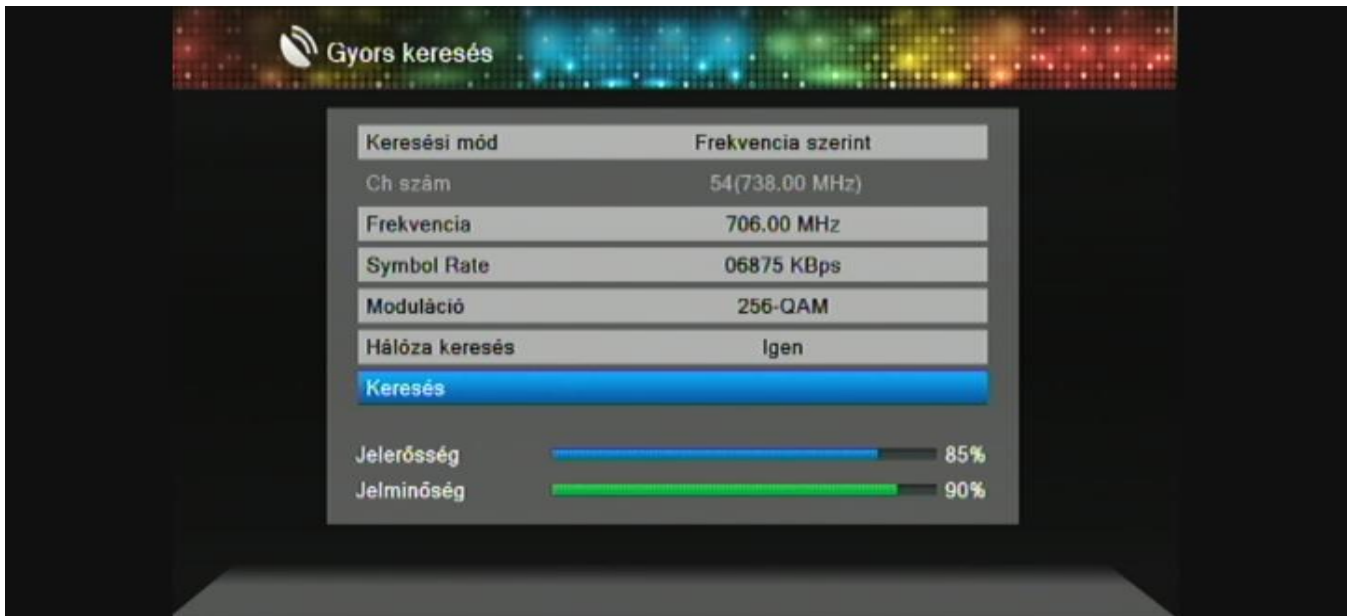 Gyors keresés
Keresési mód Frekvencia szerint
Ch szám 54(738.00 MHz)
Frekvencia 706.00 MHz
Symbol Rate 06875 KBps
Moduláció 256-QAM
Hálóza keresés Igen
Keresés
Jelerősség 85%
Jelminőség 90%